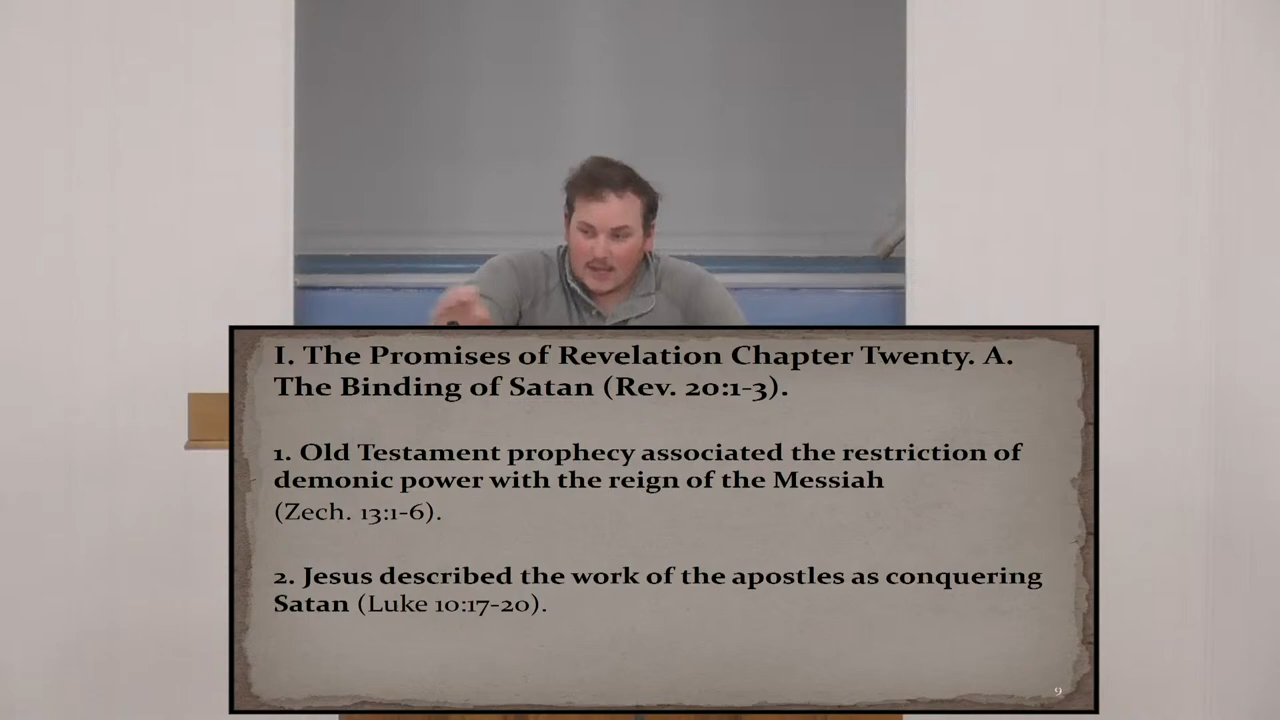 I. The Promises of Revelation Chapter Twenty. A.
The Binding of Satan (Rev. 20:1-3).
1. Old Testament prophecy associated the restriction of
demonic power with the reign of the Messiah
(Zech. 13:1-6).
2. Jesus described the work of the apostles as conquering
Satan (Luke 10:17-20).
9